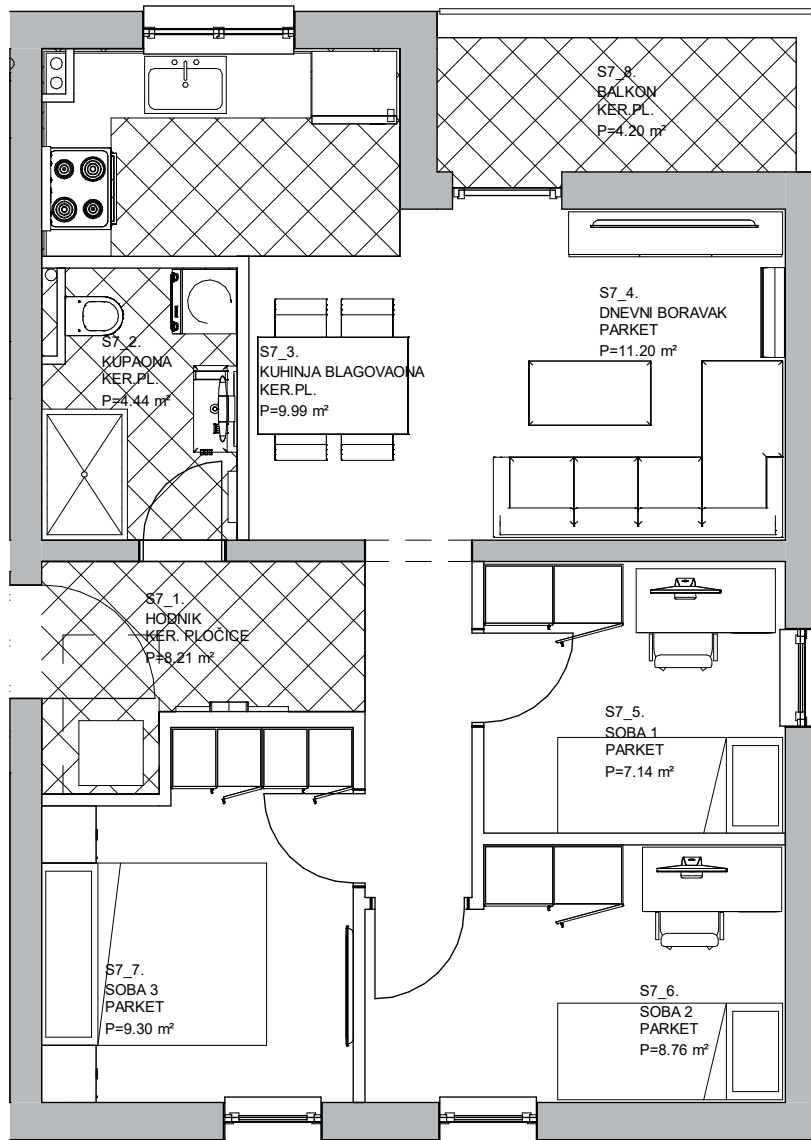 S7_8.
BALKON
KER.PL.
P=4.20 m²
S7_4.
DNEVNI BORAVAK
PARKET
P=11.20 m²
S7_2.
KUPAONA
KER.PL.
P=4.44 m²
S7_3.
KUHINJA BLAGOVAONA
KER.PL.
P=9.99 m²
S7_1.
HODNIK
KER. PLOČICE
P=8.21 m²
S7_5.
SOBA 1
PARKET
P=7.14 m²
S7_7.
SOBA 3
PARKET
P=9.30 m²
S7_6.
SOBA 2
PARKET
P=8.76 m²